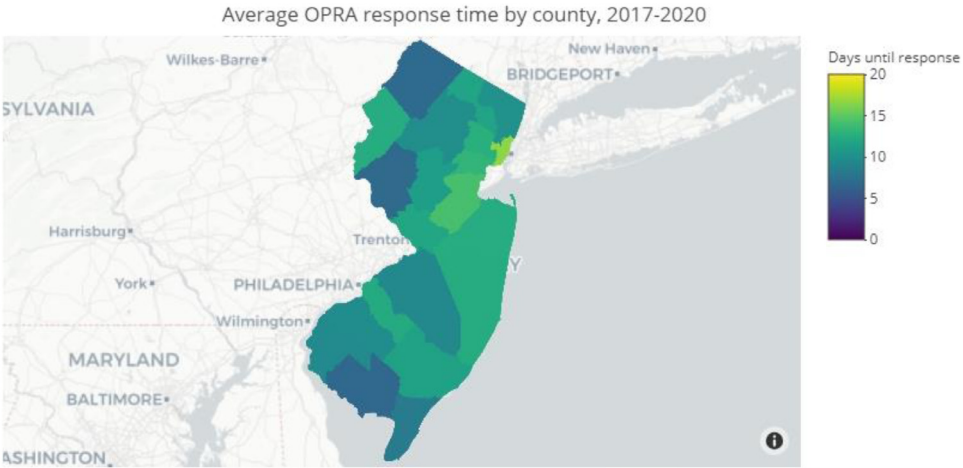 Average OPRA response time by county, 2017-2020
Wilkes-Barre
New Haven
BRIDGEPORT
SYLVANIA
Harrisburg
Trenton
York
PHILADELPHIA
Y
Wilmington
MARYLAND
BALTIMORE
ASHINGTON
Days until response
20
15
10
5
0
i